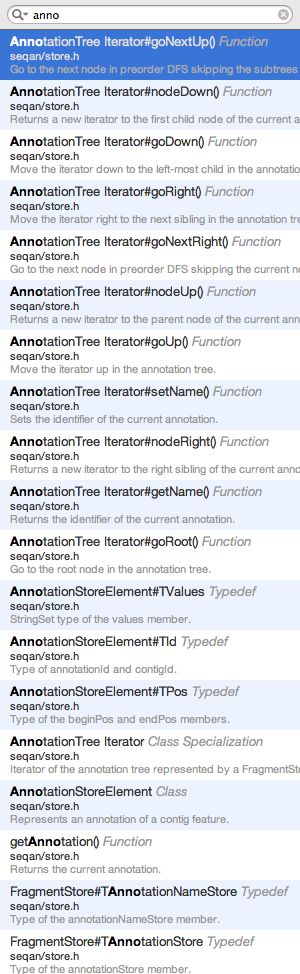 anno
AnnotationTree Iterator#goNextUp() Function
seqan/store.h
Go to the next node in preorder DFS skipping the subtrees
AnnotationTree Iterator#nodeDown() Function
seqan/store.h
Returns a new iterator to the first child node of the current a
AnnotationTree Iterator#goDown() Function
seqan/store.h
Move the iterator down to the left-most child in the annotation
AnnotationTree Iterator#goRight() Function
seqan/store.h
Move the iterator right to the next sibling in the annotation tre
AnnotationTree Iterator#goNextRight() Function
seqan/store.h
Go to the next node in preorder DFS skipping the current n
AnnotationTree Iterator#nodeUp() Function
seqan/store.h
Returns a new iterator to the parent node of the current ann
AnnotationTree Iterator#goUp() Function
seqan/store.h
Move the iterator up in the annotation tree.
AnnotationTree Iterator#setName() Function
seqan/store.h
Sets the identifier of the current annotation.
AnnotationTree Iterator#nodeRight() Function
seqan/store.h
Returns a new iterator to the right sibling of the current anno
AnnotationTree Iterator#getName() Function
seqan/store.h
Returns the identifier of the current annotation.
AnnotationTree Iterator#goRoot() Function
seqan/store.h
Go to the root node in the annotation tree.
AnnotationStoreElement#TValues Typedef
seqan/store.h
StringSet type of the values member.
AnnotationStoreElement#TId Typedef
seqan/store.h
Type of annotationId and contigId.
AnnotationStoreElement#TPos Typedef
seqan/store.h
Type of the beginPos and endPos members.
AnnotationTree Iterator Class Specialization
seqan/store.h
Iterator of the annotation tree represented by a FragmentSto
AnnotationStoreElement Class
seqan/store.h
Represents an annotation of a contig feature.
getAnnotation() Function
seqan/store.h
Returns the current annotation.
FragmentStore#TAnnotationNameStore Typedef
seqan/store.h
Type of the annotationNameStore member.
FragmentStore#TAnnotationStore Typedef
seqan/store.h
Type of the annotationStore member.